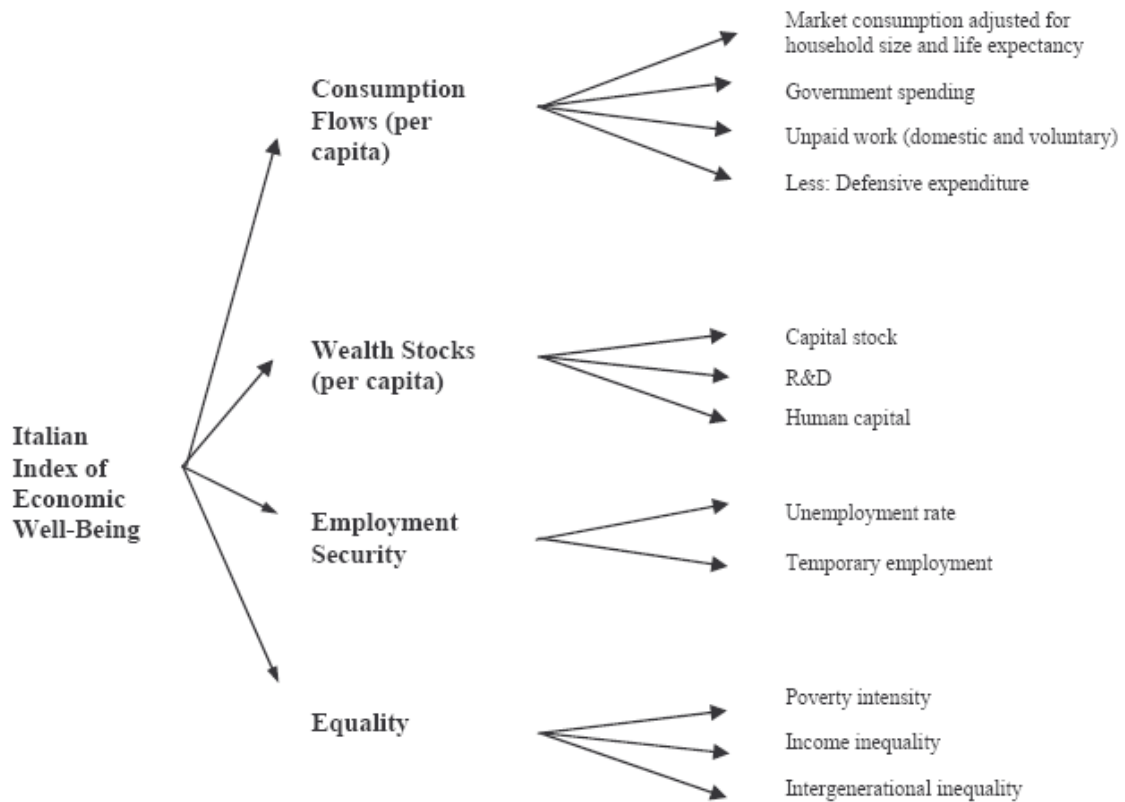 Italian
Index of
Economic
Well-Being
Consumption
Flows (per
capita)
Market consumption adjusted for
household size and life expectancy
Government spending
Unpaid work (domestic and voluntary)
Less: Defensive expenditure
Wealth Stocks
(per capita)
Capital stock
R&D
Human capital
Employment
Security
Unemployment rate
Temporary employment
Equality
Poverty intensity
Income inequality
Intergenerational inequality